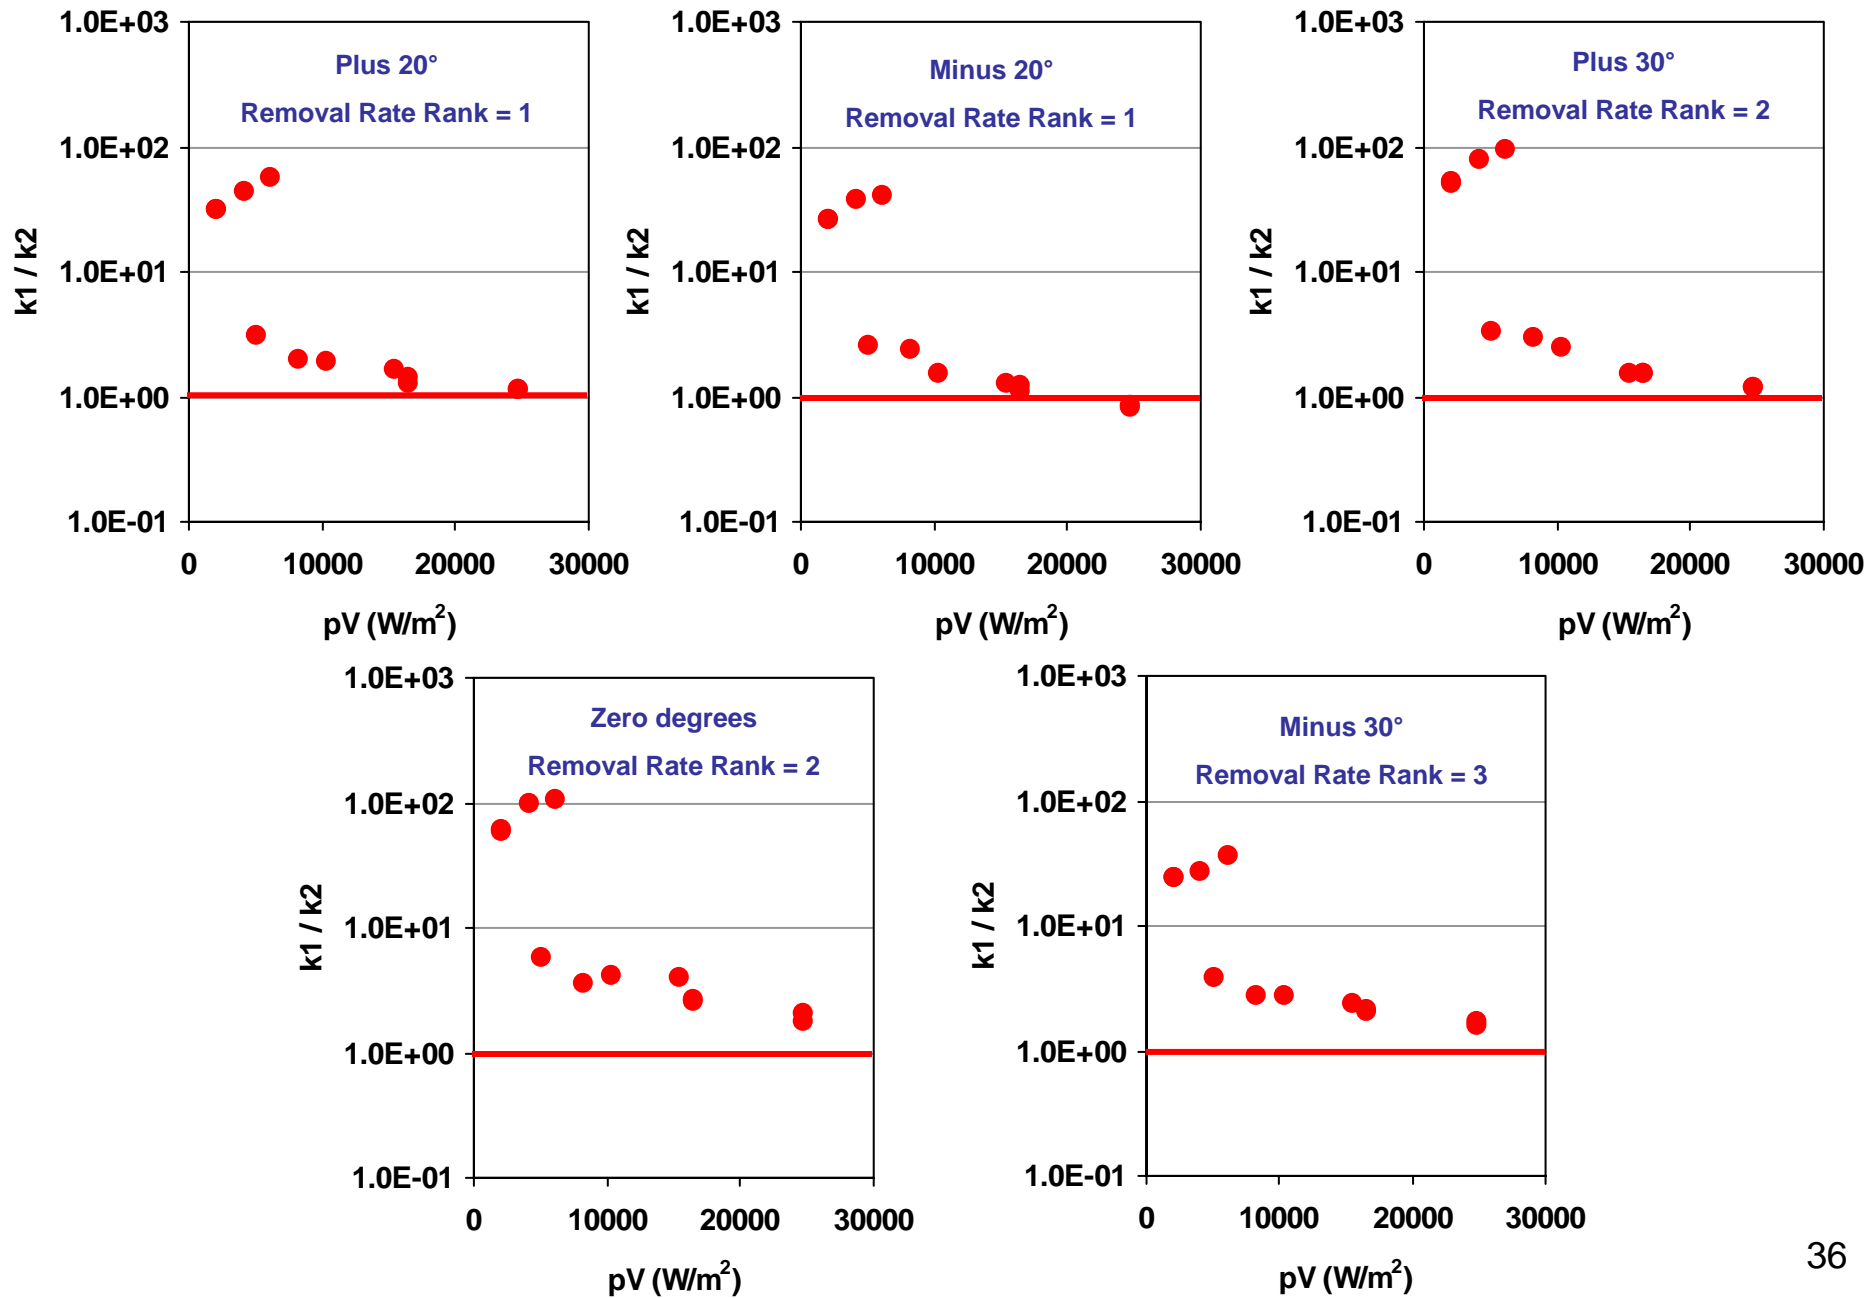 Plus 20°
Removal Rate Rank = 1
1.0E+03
1.0E+02
1.0E+01
1.0E+00
1.0E-01
k1 / k2
0 10000 20000 30000
pV (W/m²)
Minus 20°
Removal Rate Rank = 1
1.0E+03
1.0E+02
1.0E+01
1.0E+00
1.0E-01
k1 / k2
0 10000 20000 30000
pV (W/m²)
Plus 30°
Removal Rate Rank = 2
1.0E+03
1.0E+02
1.0E+01
1.0E+00
1.0E-01
k1 / k2
0 10000 20000 30000
pV (W/m²)
Zero degrees
Removal Rate Rank = 2
1.0E+03
1.0E+02
1.0E+01
1.0E+00
1.0E-01
k1 / k2
0 10000 20000 30000
pV (W/m²)
Minus 30°
Removal Rate Rank = 3
1.0E+03
1.0E+02
1.0E+01
1.0E+00
1.0E-01
k1 / k2
0 10000 20000 30000
pV (W/m²)
36